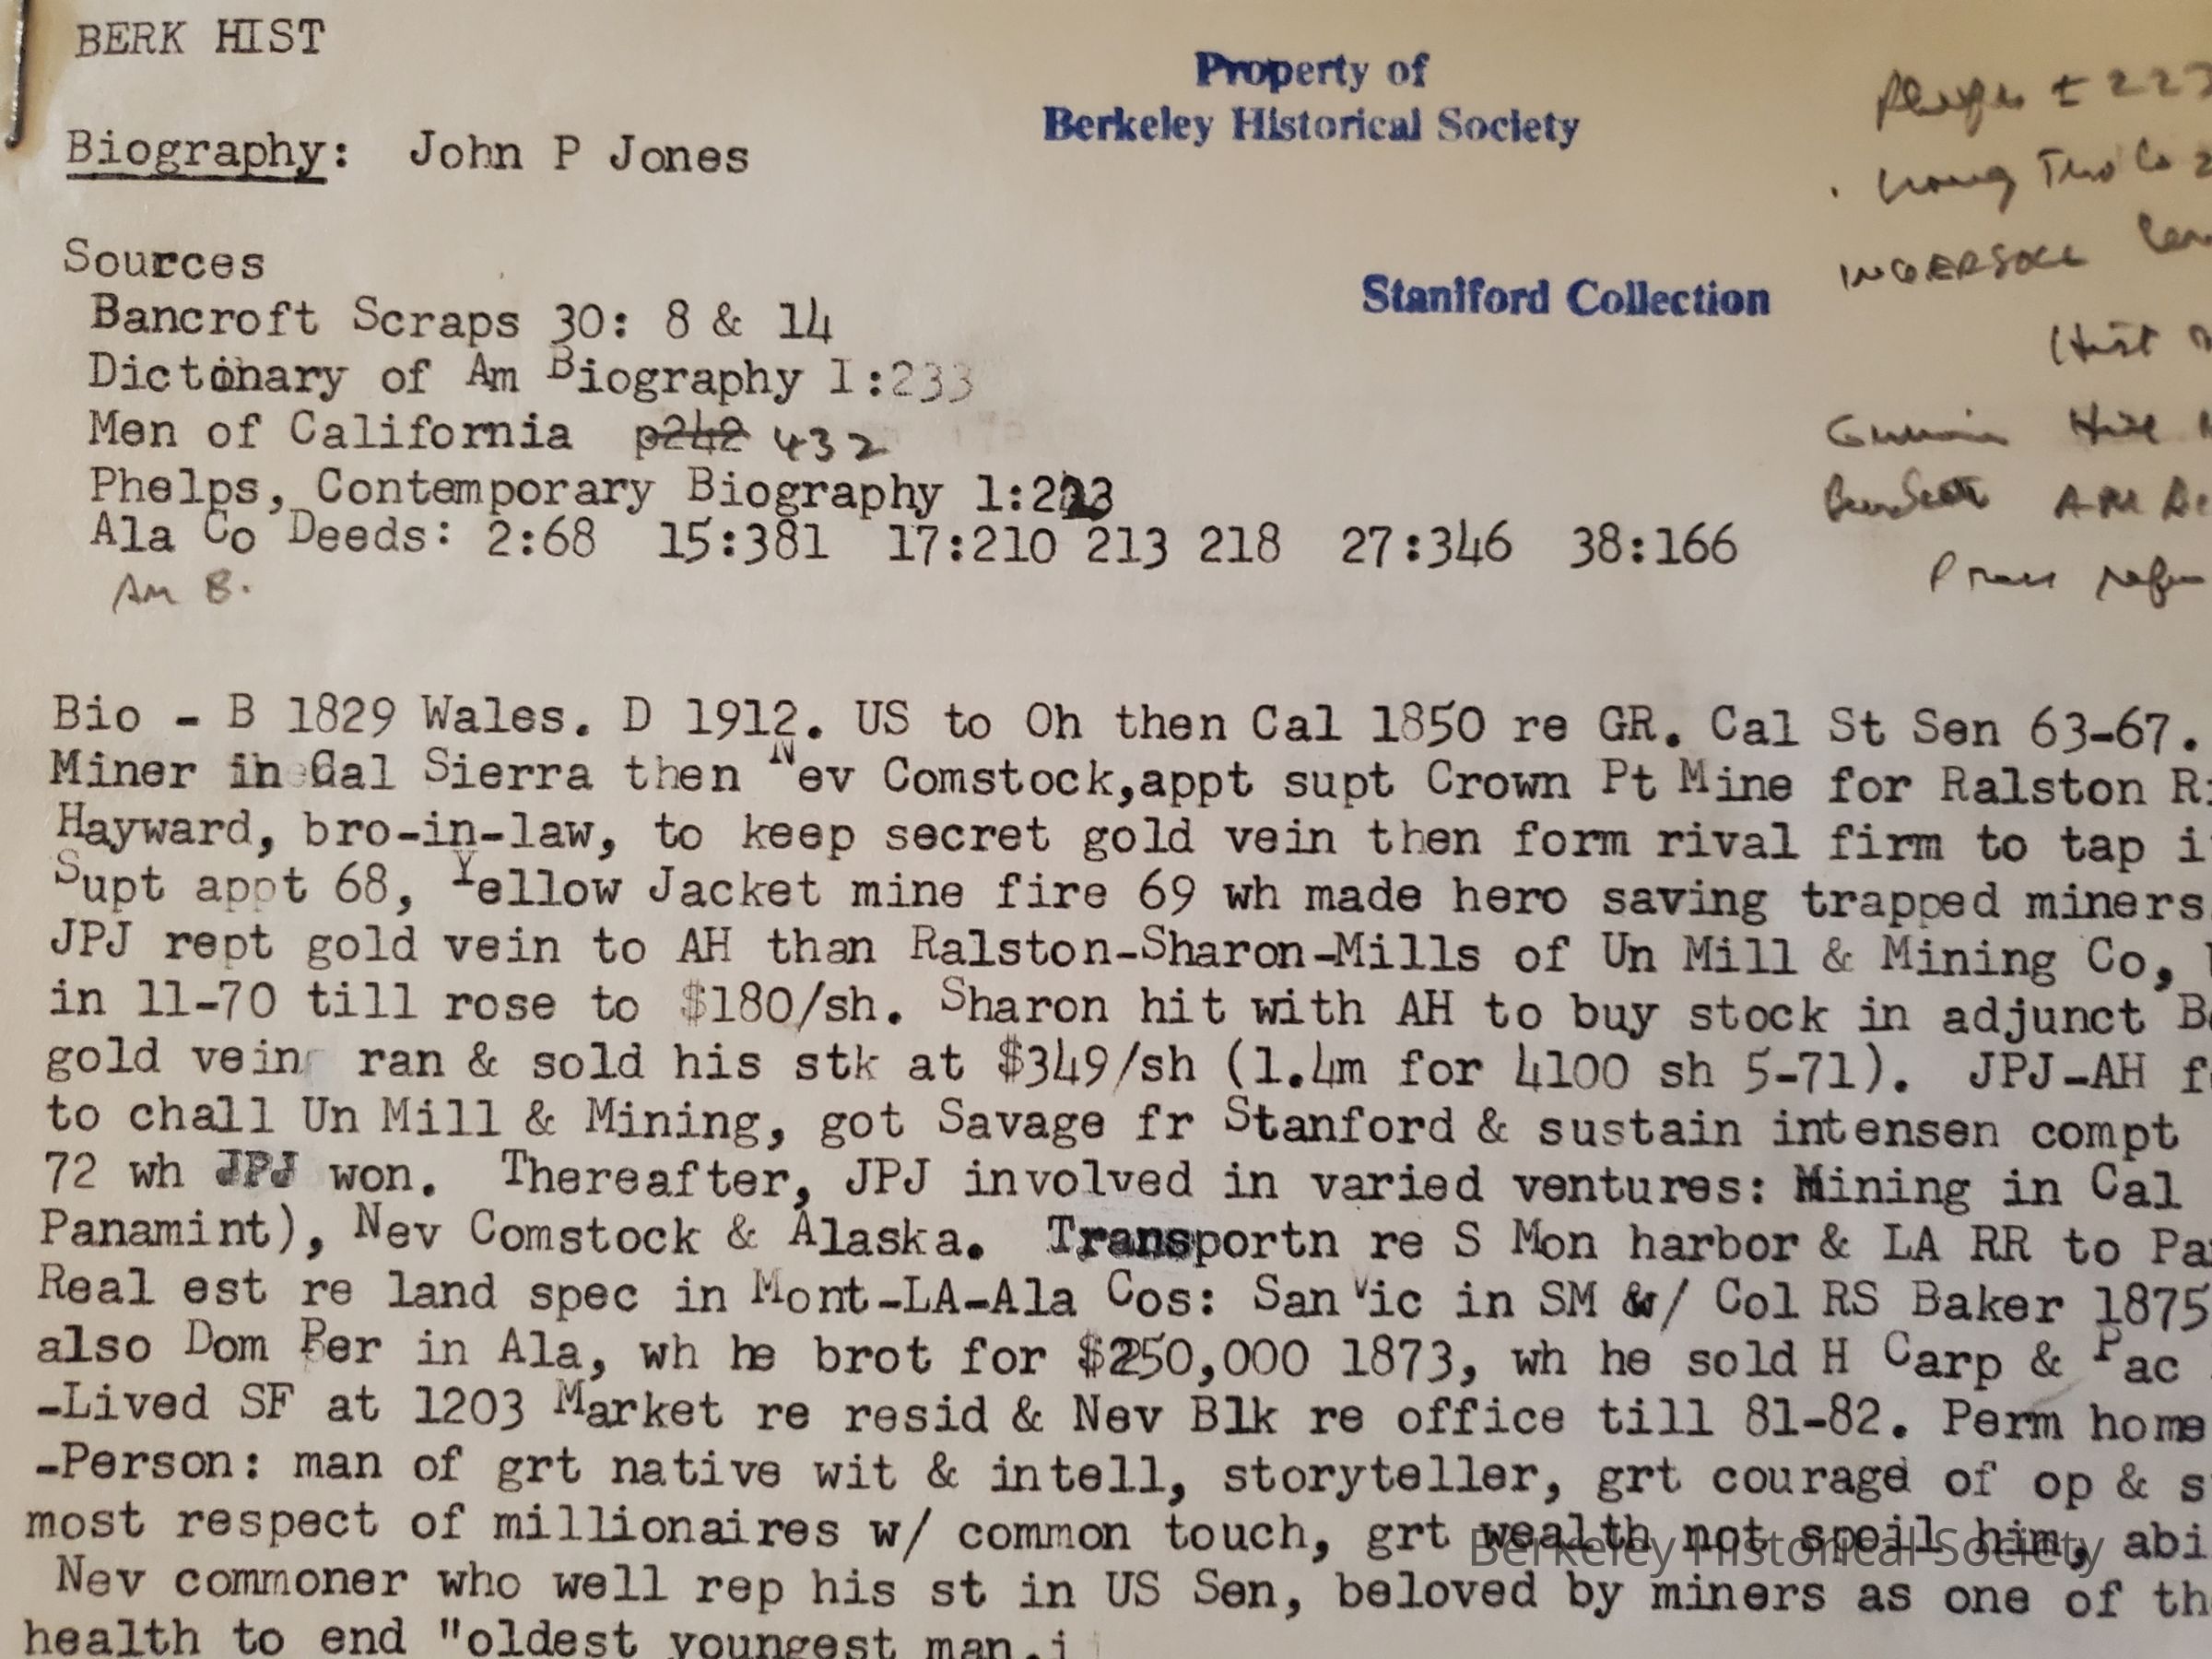 BERK HIST
Property of
Berkeley Historical Society
Biography: John P Jones
Sources
Staniford Collection
INGERSOLL
Hist
Bancroft Scraps 30: 8 & 14
Dictonary of Am Biography I:233
Men of California p242 432
Phelps, Contemporary Biography 1:223
Ala Co Deeds: 2:68 15:381 17:210 213 218 27:346 38:166
Am B.
Bio - B 1829 Wales. D 1912. US to Oh then Cal 1850 re GR. Cal St Sen 63-67.
Miner in Cal Sierra then Nev Comstock,appt supt Crown Pt Mine for Ralston
Hayward, bro-in-law, to keep secret gold vein then form rival firm to tap
Supt appt 68, Yellow Jacket mine fire 69 wh made hero saving trapped miners
JPJ rept gold vein to AH than Ralston-Sharon-Mills of Un Mill & Mining Co,
in 11-70 till rose to $180/sh. Sharon hit with AH to buy stock in adjunct
gold vein ran & sold his stk at $349/sh (1.4m for 4100 sh 5-71). JPJ-AH
to chall Un Mill & Mining, got Savage fr Stanford & sustain intensen compt
72 wh JPJ won. Thereafter, JPJ involved in varied ventures: Mining in Cal
Panamint), Nev Comstock & Alaska. Transportn re S Mon harbor & LA RR to
Real est re land spec in Mont-LA-Ala Cos: San Vic in SM w/ Col RS Baker 1875
also Dom Per in Ala, wh he brot for $250,000 1873, wh he sold H Carp & Pac
-Lived SF at 1203 Market re resid & Nev Blk re office till 81-82. Perm home
-Person: man of grt native wit & intell, storyteller, grt courage of op &
most respect of millionaires w/ common touch, grt wealth not spoil him,
Berkeley Historical Society
Nev commoner who well rep his st in US Sen, beloved by miners as one of
health to end "oldest youngest man.i